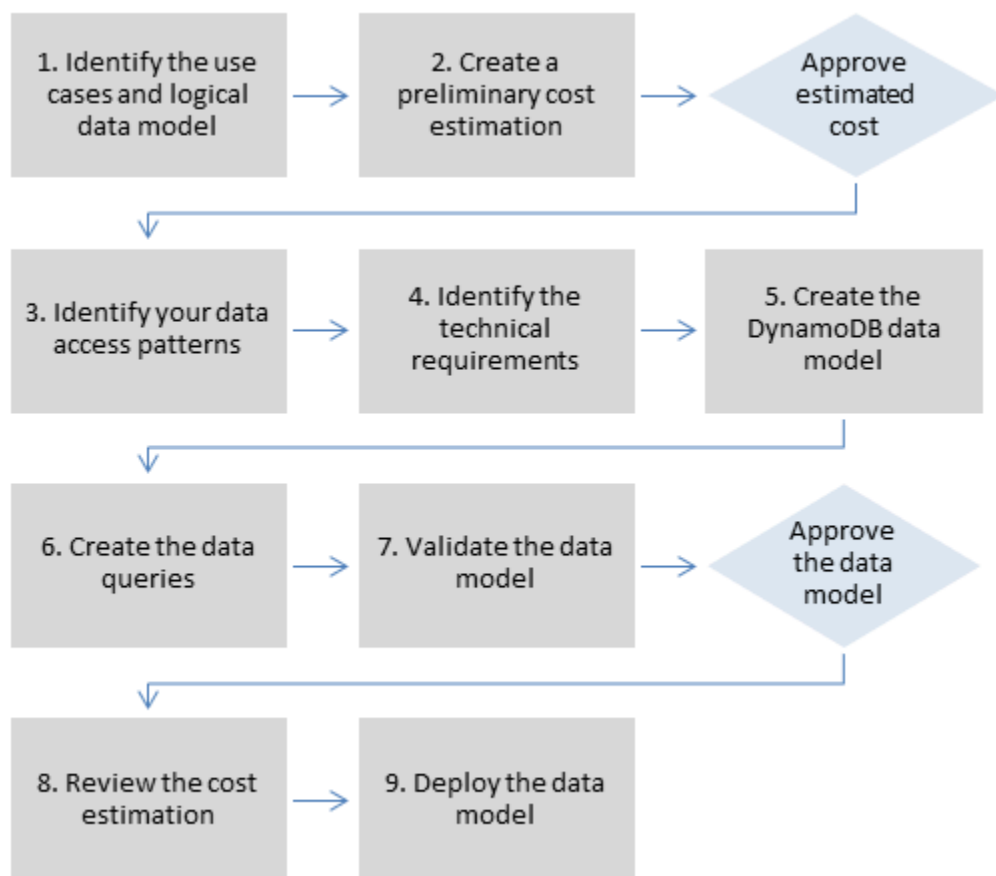 1. Identify the use
cases and logical
data model
2. Create a
preliminary cost
estimation
Approve
estimated
cost
3. Identify your data
access patterns
4. Identify the
technical
requirements
5. Create the
DynamoDB data
model
6. Create the data
queries
7. Validate the data
model
Approve
the data
model
8. Review the cost
estimation
9. Deploy the data
model